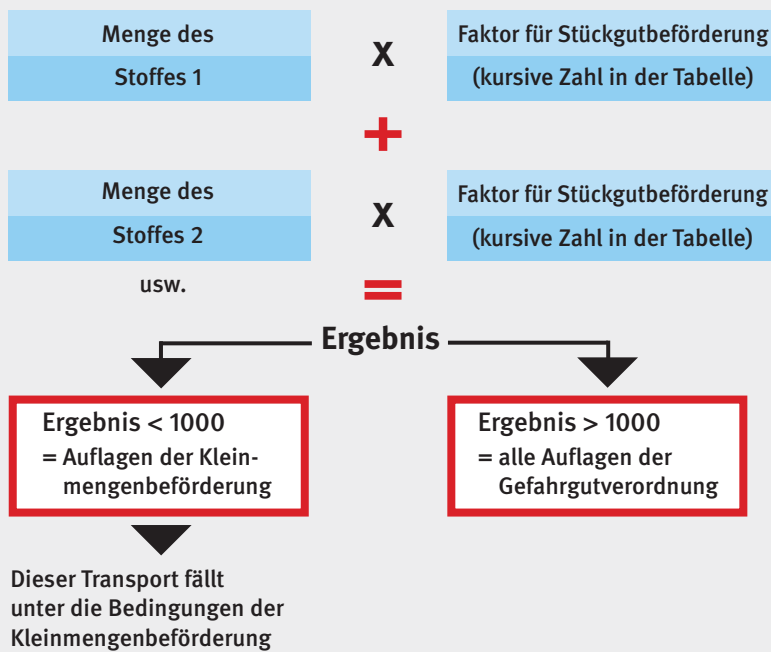 Menge des
Stoffes 1
x
Faktor für Stückgutbeförderung
(kursive Zahl in der Tabelle)
+
Menge des
Stoffes 2
x
Faktor für Stückgutbeförderung
(kursive Zahl in der Tabelle)
usw.
=
Ergebnis
Ergebnis < 1000
= Auflagen der Klein-
mengenbeförderung
Ergebnis > 1000
= alle Auflagen der
Gefahrgutverordnung
Dieser Transport fällt
unter die Bedingungen der
Kleinmengenbeförderung